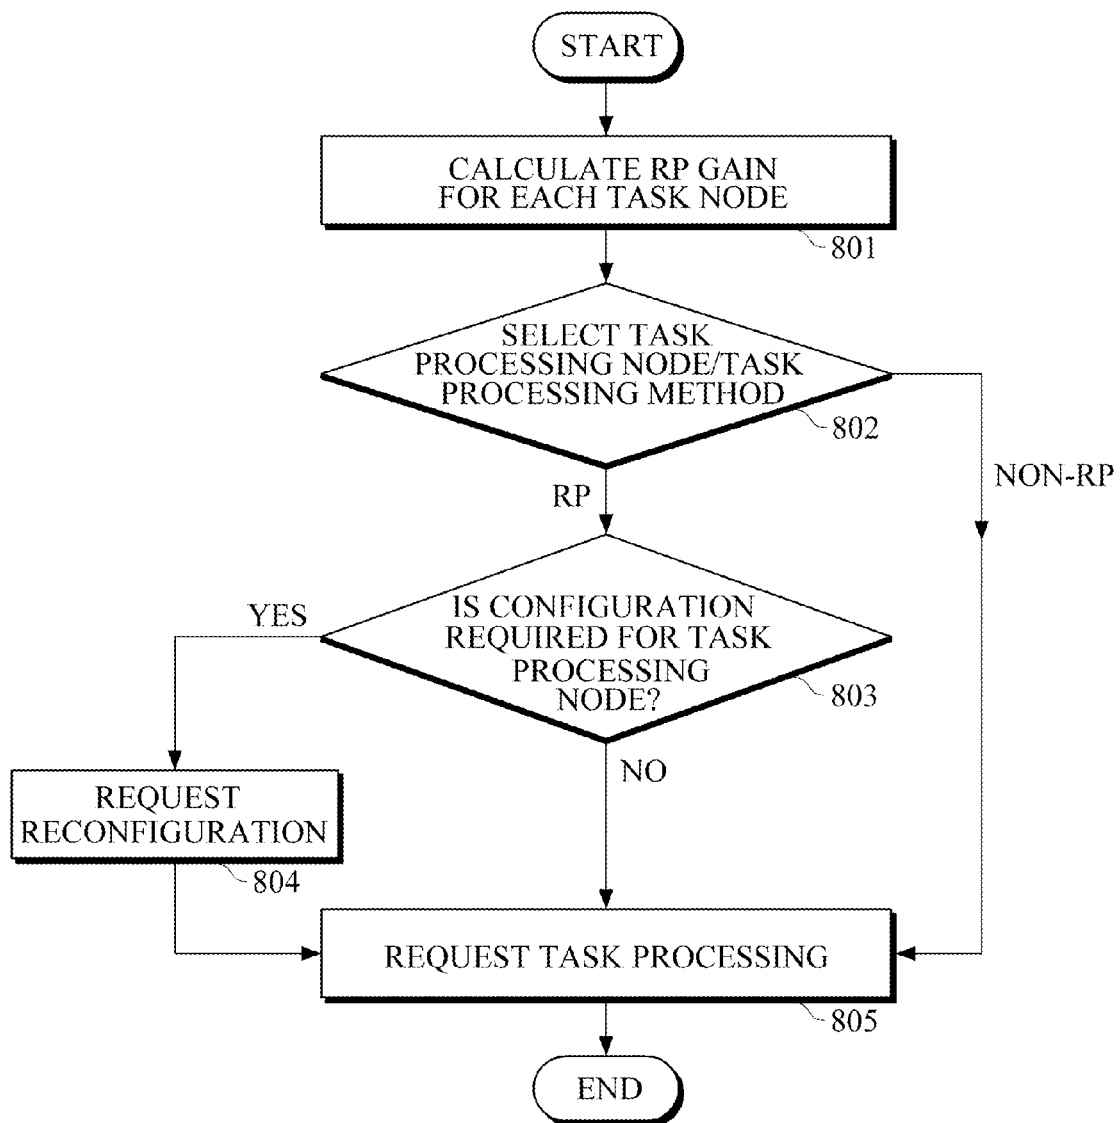 START
CALCULATE RP GAIN
FOR EACH TASK NODE
801
SELECT TASK
PROCESSING NODE/TASK
PROCESSING METHOD
802
RP
NON-RP
YES
IS CONFIGURATION
REQUIRED FOR TASK
PROCESSING
NODE?
803
NO
REQUEST
RECONFIGURATION
804
REQUEST TASK PROCESSING
805
END